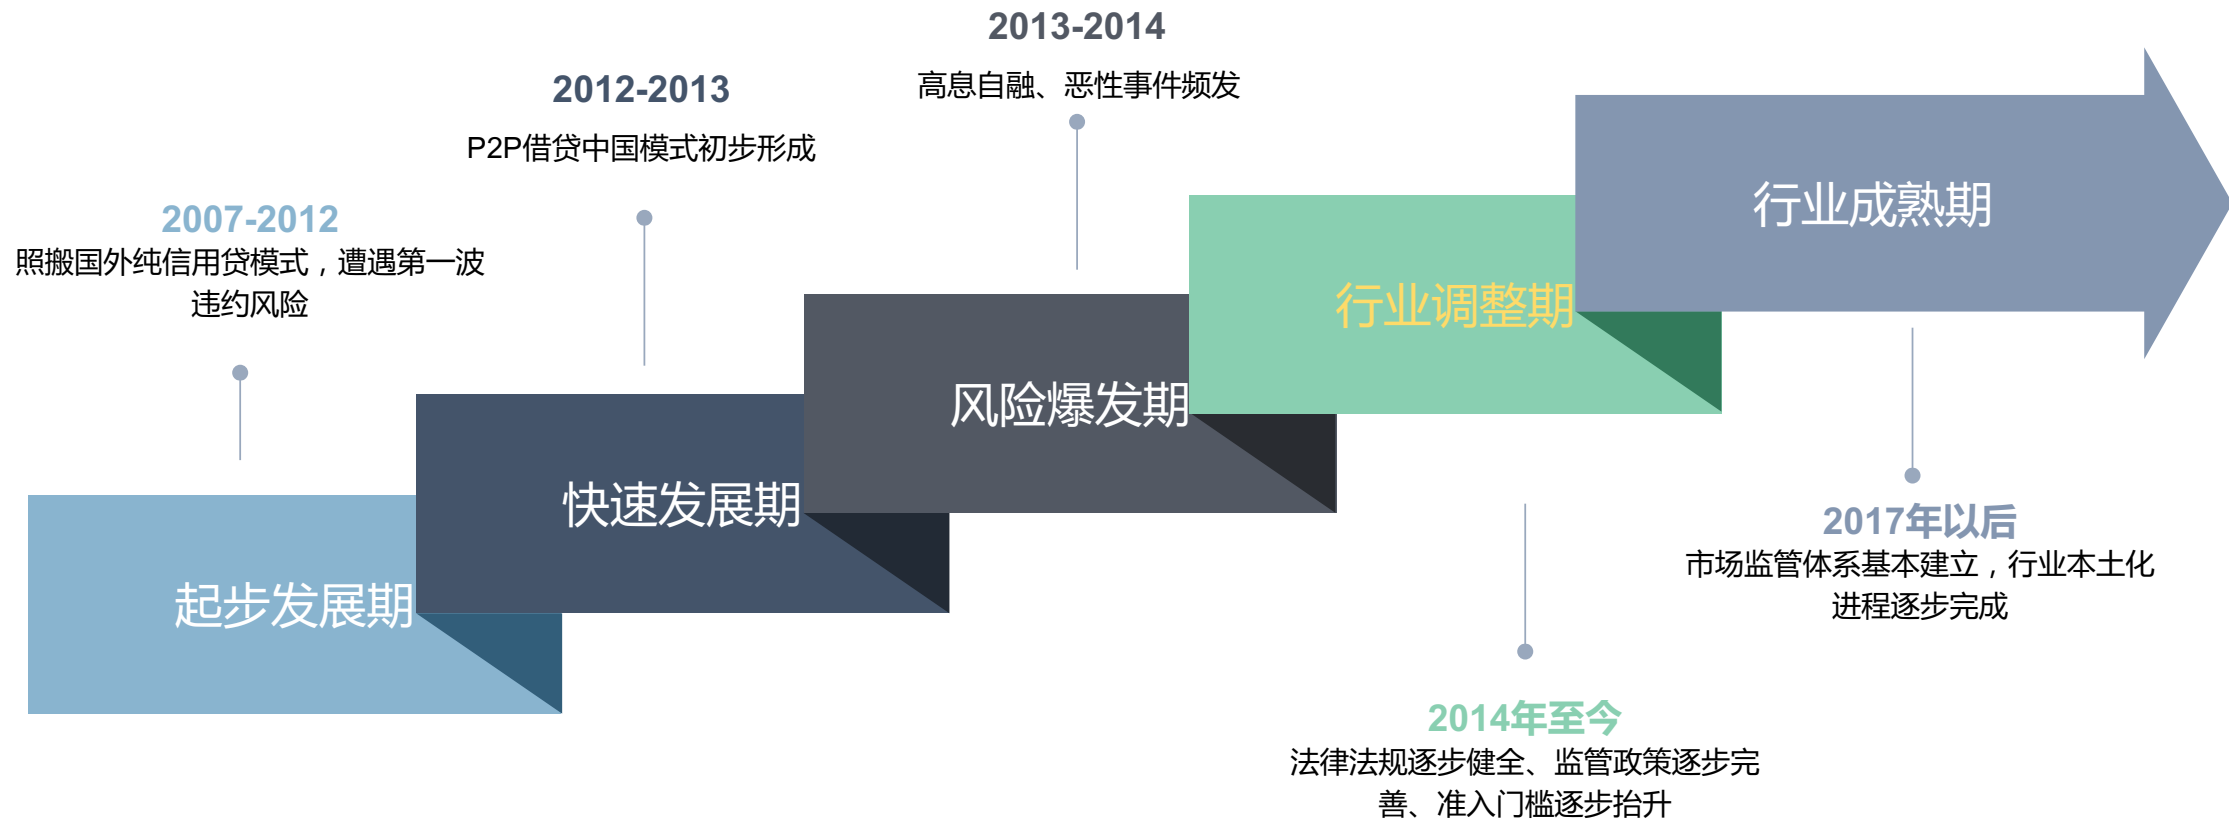 2007-2012
照搬国外纯信用贷模式，遭遇第一波
违约风险
起步发展期
2012-2013
P2P借贷中国模式初步形成
快速发展期
2013-2014
高息自融、恶性事件频发
风险爆发期
行业调整期
2014年至今
法律法规逐步健全、监管政策逐步完
善、准入门槛逐步抬升
行业成熟期
2017年以后
市场监管体系基本建立，行业本土化
进程逐步完成